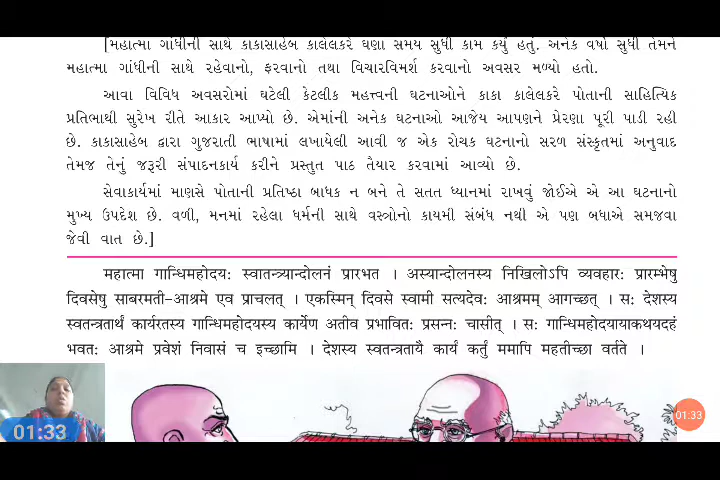 [મહાત્મા ગાંધીની સાથે કાકાસાહેબ કાલેલકરે ઘણા સમય સુધી કામ કર્યું હતું. અનેક વર્ષો સુધી તેમને
મહાત્મા ગાંધીની સાથે રહેવાનો, ફરવાનો તથા વિચારવિમર્શ કરવાનો અવસર મળ્યો હતો.
આવા વિવિધ અવસરોમાં ઘટેલી કેટલીક મહત્ત્વની ઘટનાઓને કાકા કાલેલકરે પોતાની સાહિત્યિક
પ્રતિભાથી સુરેખ રીતે આકાર આપ્યો છે. એમાંની અનેક ઘટનાઓ આજેય આપણને પ્રેરણા પૂરી પાડી રહી
છે. કાકાસાહેબ દ્વારા ગુજરાતી ભાષામાં લખાયેલી આવી જ એક રોચક ઘટનાનો સરળ સંસ્કૃતમાં અનુવાદ
તેમજ તેનું જરૂરી સંપાદનકાર્ય કરીને પ્રસ્તુત પાઠ તૈયાર કરવામાં આવ્યો છે.
સેવાકાર્યમાં માણસે પોતાની પ્રતિષ્ઠા બાધક ન બને તે સતત ધ્યાનમાં રાખવું જોઈએ એ આ ઘટનાનો
મુખ્ય ઉપદેશ છે. વળી, મનમાં રહેલા ધર્મની સાથે વસ્ત્રોનો કાયમી સંબંધ નથી એ પણ બધાએ સમજવા
જેવી વાત છે.]
महात्मा गान्धिमहोदयः स्वातन्त्र्यान्दोलनं प्रारभत । अस्यान्दोलनस्य निखिलोऽपि व्यवहारः प्रारम्भेषु
दिवसेषु साबरमती-आश्रमे एव प्राचलत् । एकस्मिन् दिवसे स्वामी सत्यदेवः आश्रमम् आगच्छत् । सः देशस्य
स्वतन्त्रतार्थं कार्यरतस्य गान्धिमहोदयस्य कार्येण अतीव प्रभावितः प्रसन्नः चासीत् । सः गान्धिमहोदयायाकथयदहं
भवतः आश्रमे प्रवेशं निवासं च इच्छामि । देशस्य स्वतन्त्रतायै कार्यं कर्तुं ममापि महतीच्छा वर्तते ।
01:33
01:33